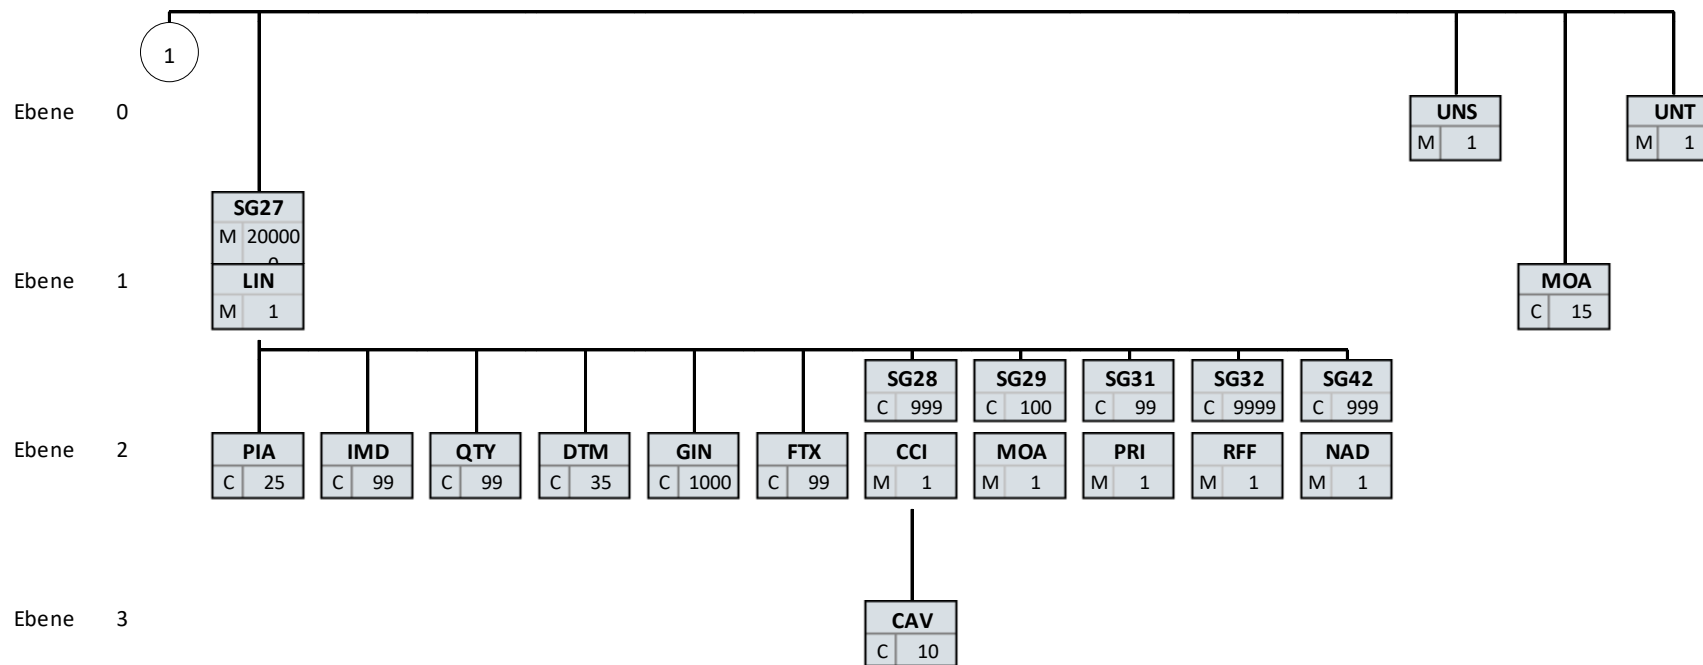 1
Ebene 0
UNS UNT
M 1 M 1
SG27
M 20000
Ebene 1
LIN MOA
M 1 C 15
SG28 SG29 SG31 SG32 SG42
C 999 C 100 C 99 C 9999 C 999
Ebene 2
PIA IMD QTY DTM GIN FTX CCI MOA PRI RFF NAD
C 25 C 99 C 99 C 35 C 1000 C 99 M 1 M 1 M 1 M 1 M 1
Ebene 3
CAV
C 10